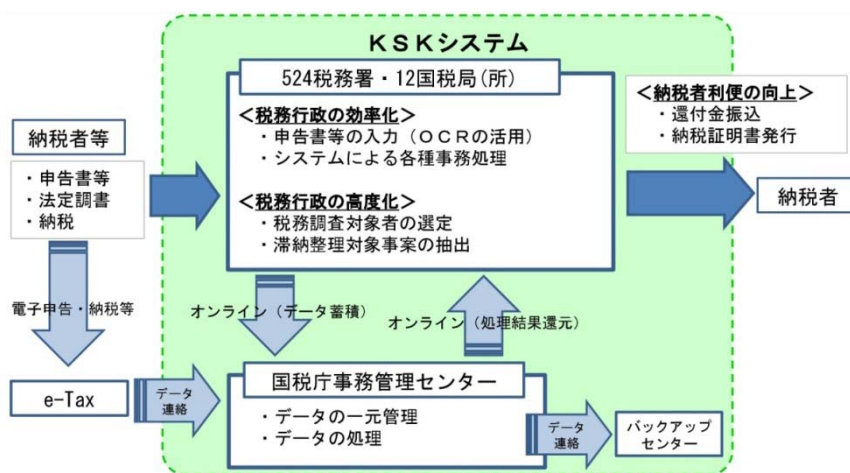 KSKシステム
524税務署・12国税局(所)
<税務行政の効率化>
・申告書等の入力(OCRの活用)
・システムによる各種事務処理
<税務行政の高度化>
・税務調査対象者の選定
・滞納整理対象事案の抽出
納税者等
・申告書等
・法定調書
・納税
<納税者利便の向上>
・還付金振込
・納税証明書発行
納税者
電子申告・納税等
オンライン(データ蓄積)
オンライン(処理結果還元)
e-Tax
データ
連絡
国税庁事務管理センター
・データの一元管理
・データの処理
データ
連絡
バックアップ
センター